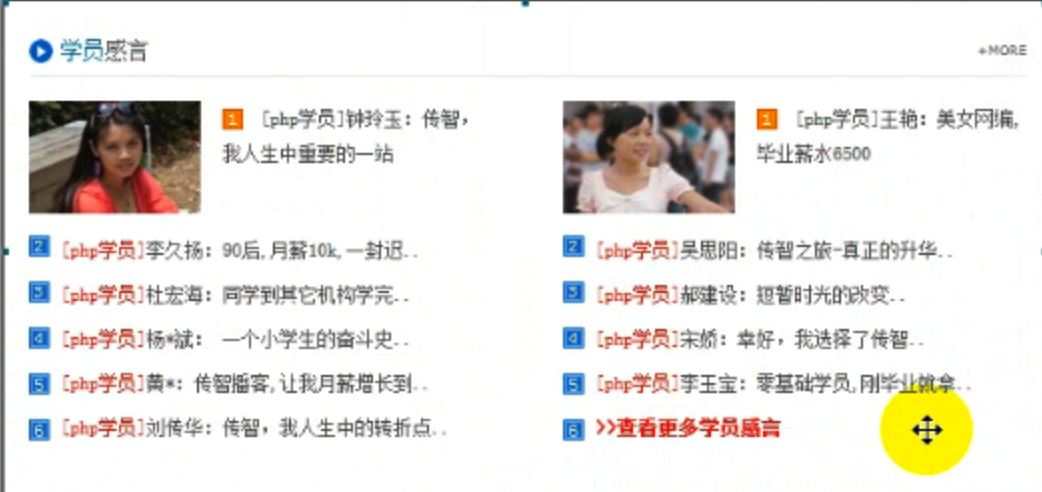 学员感言
+MORE
1 [php学员]钟玲玉：传智，
我人生中重要的一站
2 [php学员]李久扬：90后,月薪10k,一封迟..
3 [php学员]杜宏海：同学到其它机构学完..
4 [php学员]杨*斌： 一个小学生的奋斗史..
5 [php学员]黄*：传智播客,让我月薪增长到..
6 [php学员]刘传华：传智，我人生中的转折点..
1 [php学员]王艳：美女网编,
毕业薪水6500
2 [php学员]吴思阳：传智之旅-真正的升华..
3 [php学员]郝建设：短暂时光的改变..
4 [php学员]宋娇：幸好，我选择了传智..
5 [php学员]李玉宝：零基础学员,刚毕业就拿..
6 >>查看更多学员感言